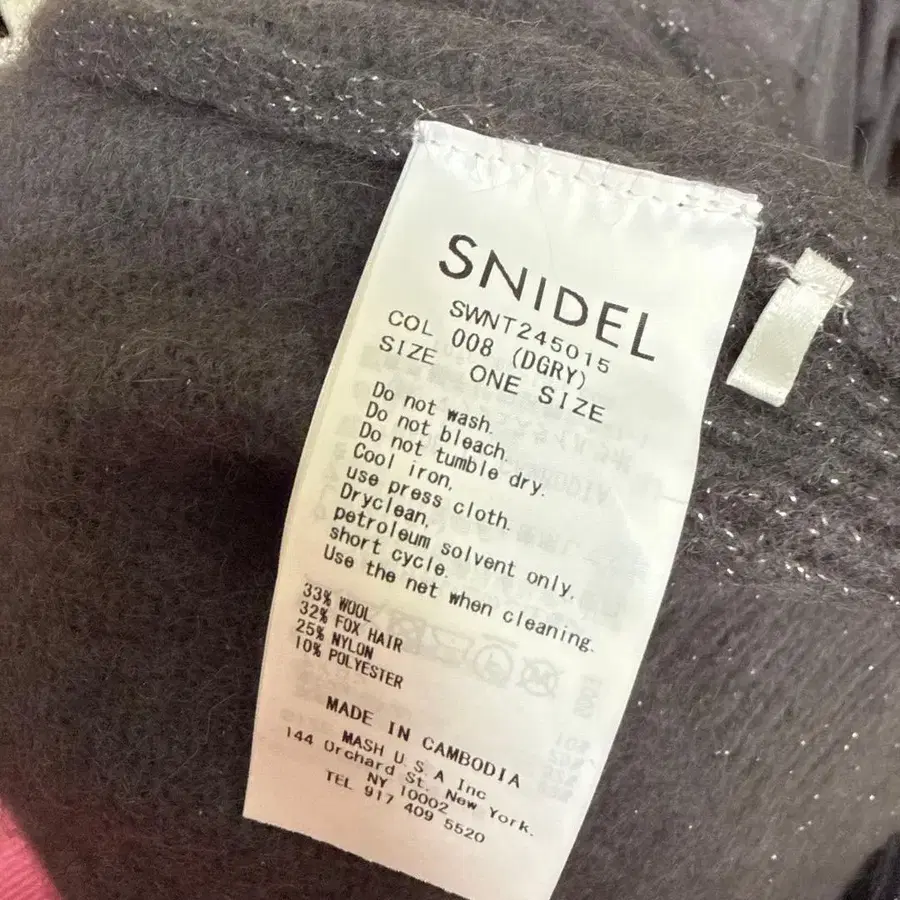 SNIDEL
SWNT245015
COL 008 (DGRY)
SIZE ONE SIZE
Do not wash.
Do not bleach.
Do not tumble dry.
Cool iron,
use press cloth.
Dryclean,
petroleum solvent only.
short cycle.
Use the net when cleaning.
33% WOOL
32% FOX HAIR
25% NYLON
10% POLYESTER
MADE IN CAMBODIA
MASH U.S.A Inc
144 Orchard St. New York.
NY 10002
TEL 917 409 5520